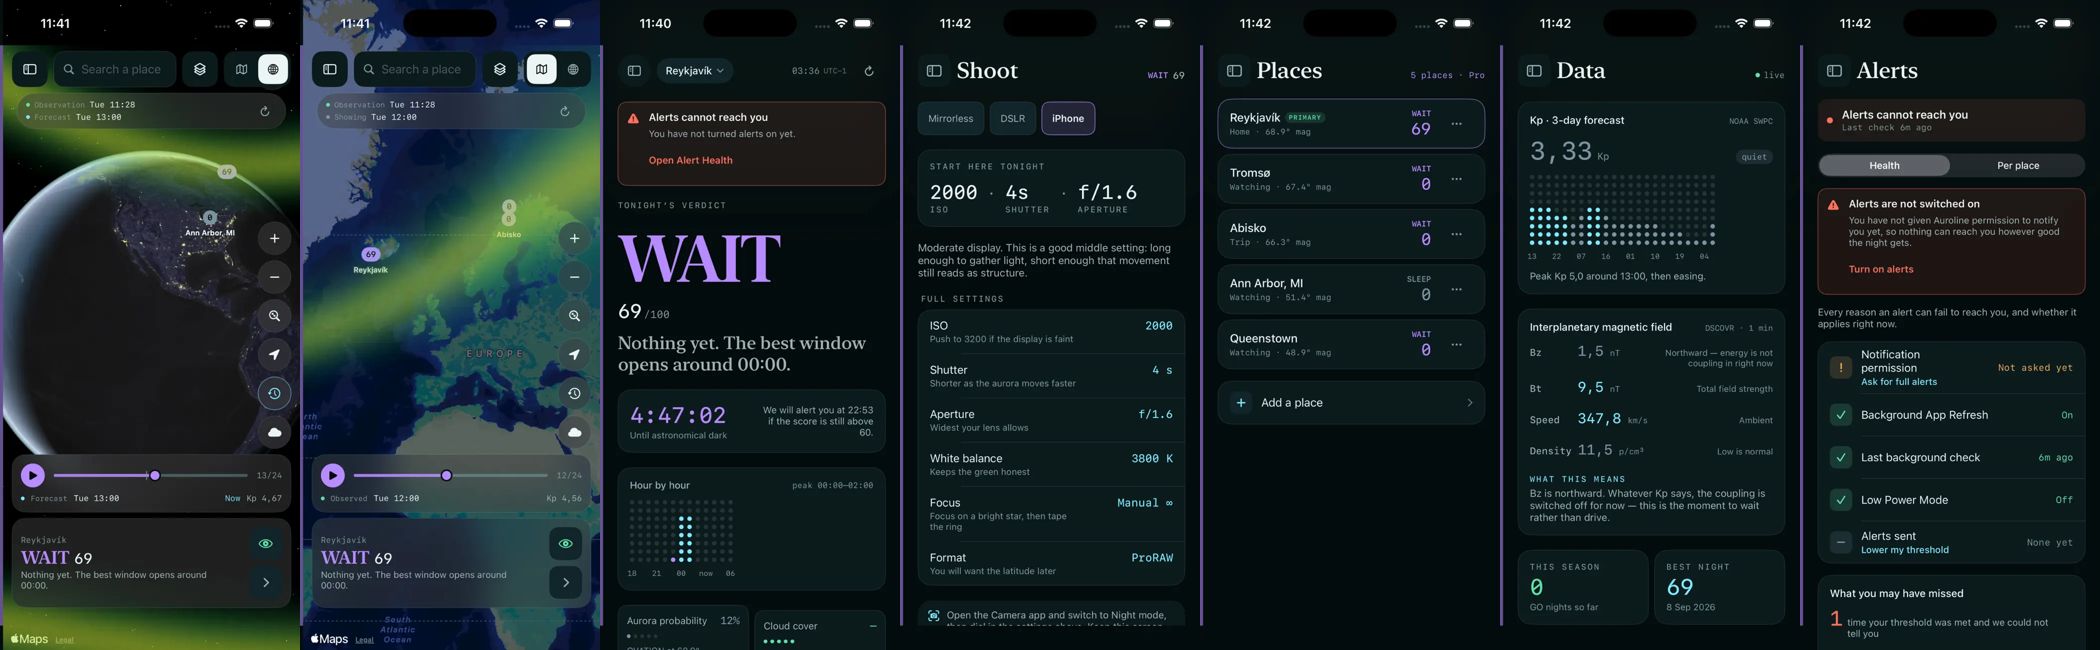 11:41
Search a place
Observation Tue 11:28
Forecast Tue 13:00
69
0
Ann Arbor, MI
13/24
Forecast Tue 13:00
Now Kp 4,67
Reykjavík
WAIT 69
Nothing yet. The best window opens around
00:00.
Maps Legal
11:41
Search a place
Observation Tue 11:28
Showing Tue 12:00
0
0
Abisko
69
Reykjavík
EUROPE
12/24
Observed Tue 12:00
Kp 4,56
Reykjavík
WAIT 69
Nothing yet. The best window opens around
00:00.
South
Atlantic
Ocean
Maps Legal
11:40
Reykjavík
03:36 UTC−1
Alerts cannot reach you
You have not turned alerts on yet.
Open Alert Health
TONIGHT'S VERDICT
WAIT
69 /100
Nothing yet. The best window
opens around 00:00.
4:47:02
Until astronomical dark
We will alert you at 22:53
if the score is still above
60.
Hour by hour
peak 00:00–02:00
18 21 00 now 06
Aurora probability 12%
Cloud cover
11:42
Shoot
WAIT 69
Mirrorless
DSLR
iPhone
START HERE TONIGHT
2000 · 4s · f/1.6
ISO SHUTTER APERTURE
Moderate display. This is a good middle setting: long
enough to gather light, short enough that movement
still reads as structure.
FULL SETTINGS
ISO 2000
Push to 3200 if the display is faint
Shutter 4 s
Shorter as the aurora moves faster
Aperture f/1.6
Widest your lens allows
White balance 3800 K
Keeps the green honest
Focus Manual ∞
Focus on a bright star, then tape
the ring
Format ProRAW
You will want the latitude later
Open the Camera app and switch to Night mode,
11:42
Places
5 places · Pro
Reykjavík PRIMARY
Home · 68.9° mag
WAIT
69
Tromsø
Watching · 67.4° mag
WAIT
0
Abisko
Trip · 66.3° mag
WAIT
0
Ann Arbor, MI
Watching · 51.4° mag
SLEEP
0
Queenstown
Watching · 48.9° mag
WAIT
0
Add a place
11:42
Data
live
Kp · 3-day forecast
NOAA SWPC
3,33 Kp
quiet
13 22 07 16 01 10 19 04
Peak Kp 5,0 around 13:00, then easing.
Interplanetary magnetic field
DSCOVR · 1 min
Bz 1,5 nT
Northward — energy is not
coupling in right now
Bt 9,5 nT
Total field strength
Speed 347,8 km/s
Ambient
Density 11,5 p/cm³
Low is normal
WHAT THIS MEANS
Bz is northward. Whatever Kp says, the coupling is
switched off for now — this is the moment to wait
rather than drive.
THIS SEASON
0
GO nights so far
BEST NIGHT
69
8 Sep 2026
11:42
Alerts
Alerts cannot reach you
Last check 6m ago
Health
Per place
Alerts are not switched on
You have not given Auroline permission to notify
you yet, so nothing can reach you however good
the night gets.
Turn on alerts
Every reason an alert can fail to reach you, and whether it
applies right now.
Notification
permission
Ask for full alerts
Not asked yet
Background App Refresh On
Last background check 6m ago
Low Power Mode Off
Alerts sent
Lower my threshold
None yet
What you may have missed
1 time your threshold was met and we could not
tell you